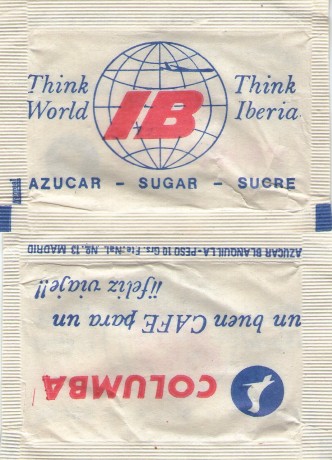 Think Think
World Iberia
IB
AZUCAR - SUGAR - SUCRE
AZUCAR BLANQUILLA-PESO 10 Grs. Fte:Nal. Nº. 13 MADRID
un buen CAFE para un
¡¡feliz viaje!!
COLUMBA